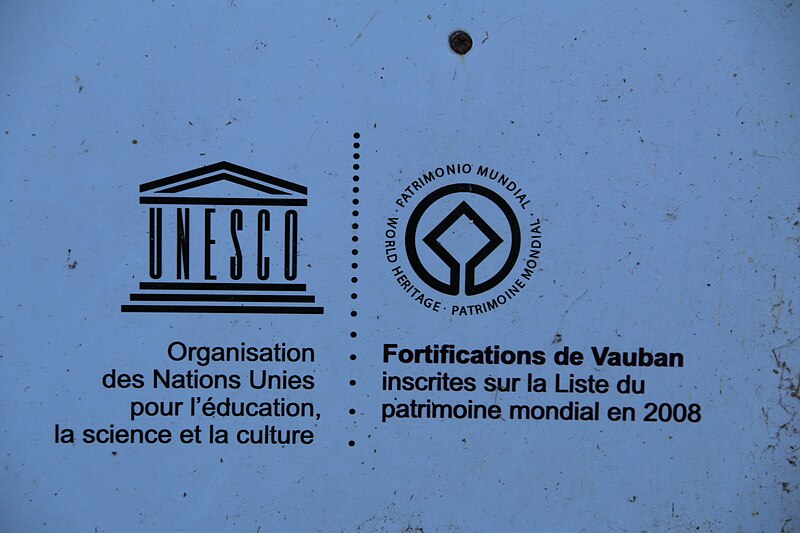 UNESCO
Organisation
des Nations Unies
pour l'éducation,
la science et la culture
PATRIMONIO MUNDIAL · WORLD HERITAGE · PATRIMOINE MONDIAL ·
Fortifications de Vauban
inscrites sur la Liste du
patrimoine mondial en 2008